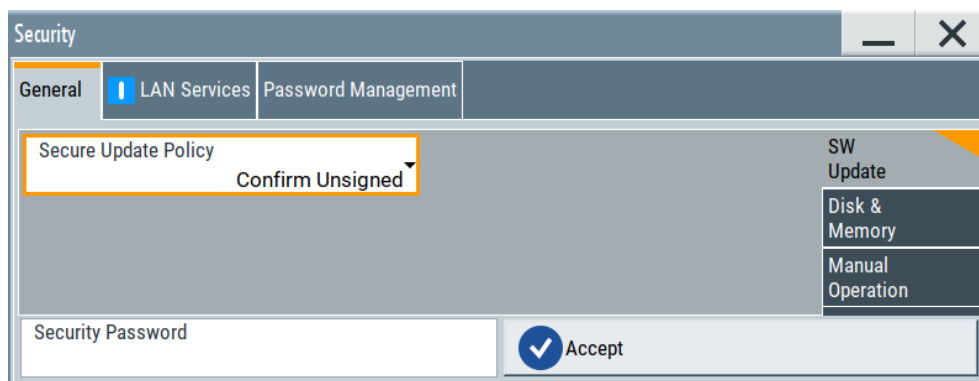 Security
General
LAN Services
Password Management
Secure Update Policy
Confirm Unsigned
SW
Update
Disk &
Memory
Manual
Operation
Security Password
Accept